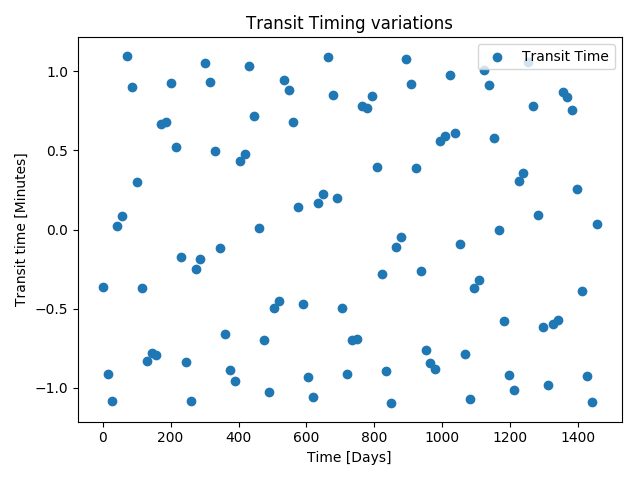 Transit Timing variations
Transit Time
Transit time [Minutes]
1.0
0.5
0.0
−0.5
−1.0
0 200 400 600 800 1000 1200 1400
Time [Days]